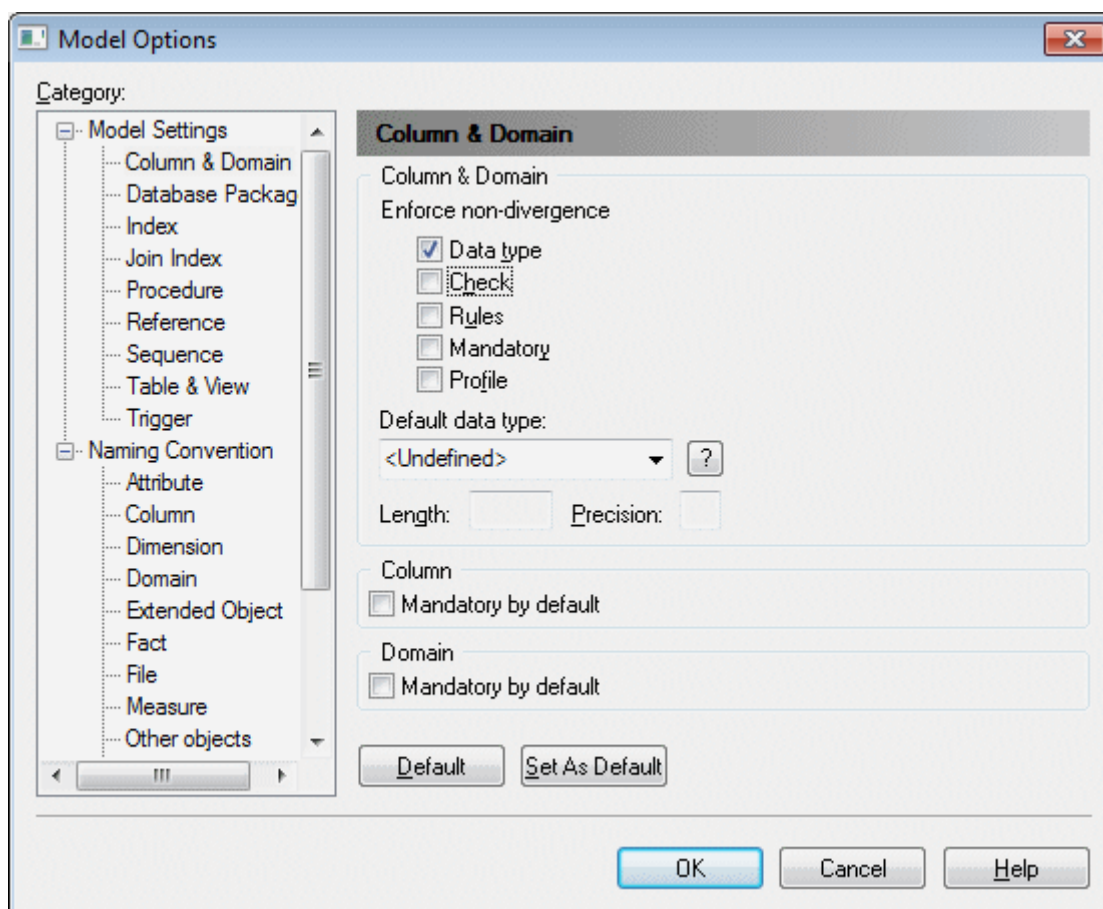 Model Options
Category:
Model Settings
Column & Domain
Database Packag
Index
Join Index
Procedure
Reference
Sequence
Table & View
Trigger
Naming Convention
Attribute
Column
Dimension
Domain
Extended Object
Fact
File
Measure
Other objects
Column & Domain
Column & Domain
Enforce non-divergence
Data type
Check
Rules
Mandatory
Profile
Default data type:
<Undefined>
?
Length: Precision:
Column
Mandatory by default
Domain
Mandatory by default
Default Set As Default
OK Cancel Help